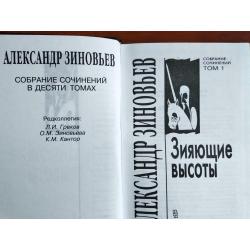 АЛЕКСАНДР ЗИНОВЬЕВ
СОБРАНИЕ СОЧИНЕНИЙ
В ДЕСЯТИ ТОМАХ
Редколлегия:
Л.И. Греков
О.М. Зиновьева
К.М. Кантор
АЛЕКСАНДР ЗИНОВЬЕВ
СОБРАНИЕ
СОЧИНЕНИЙ
ТОМ 1
Зияющие
высоты